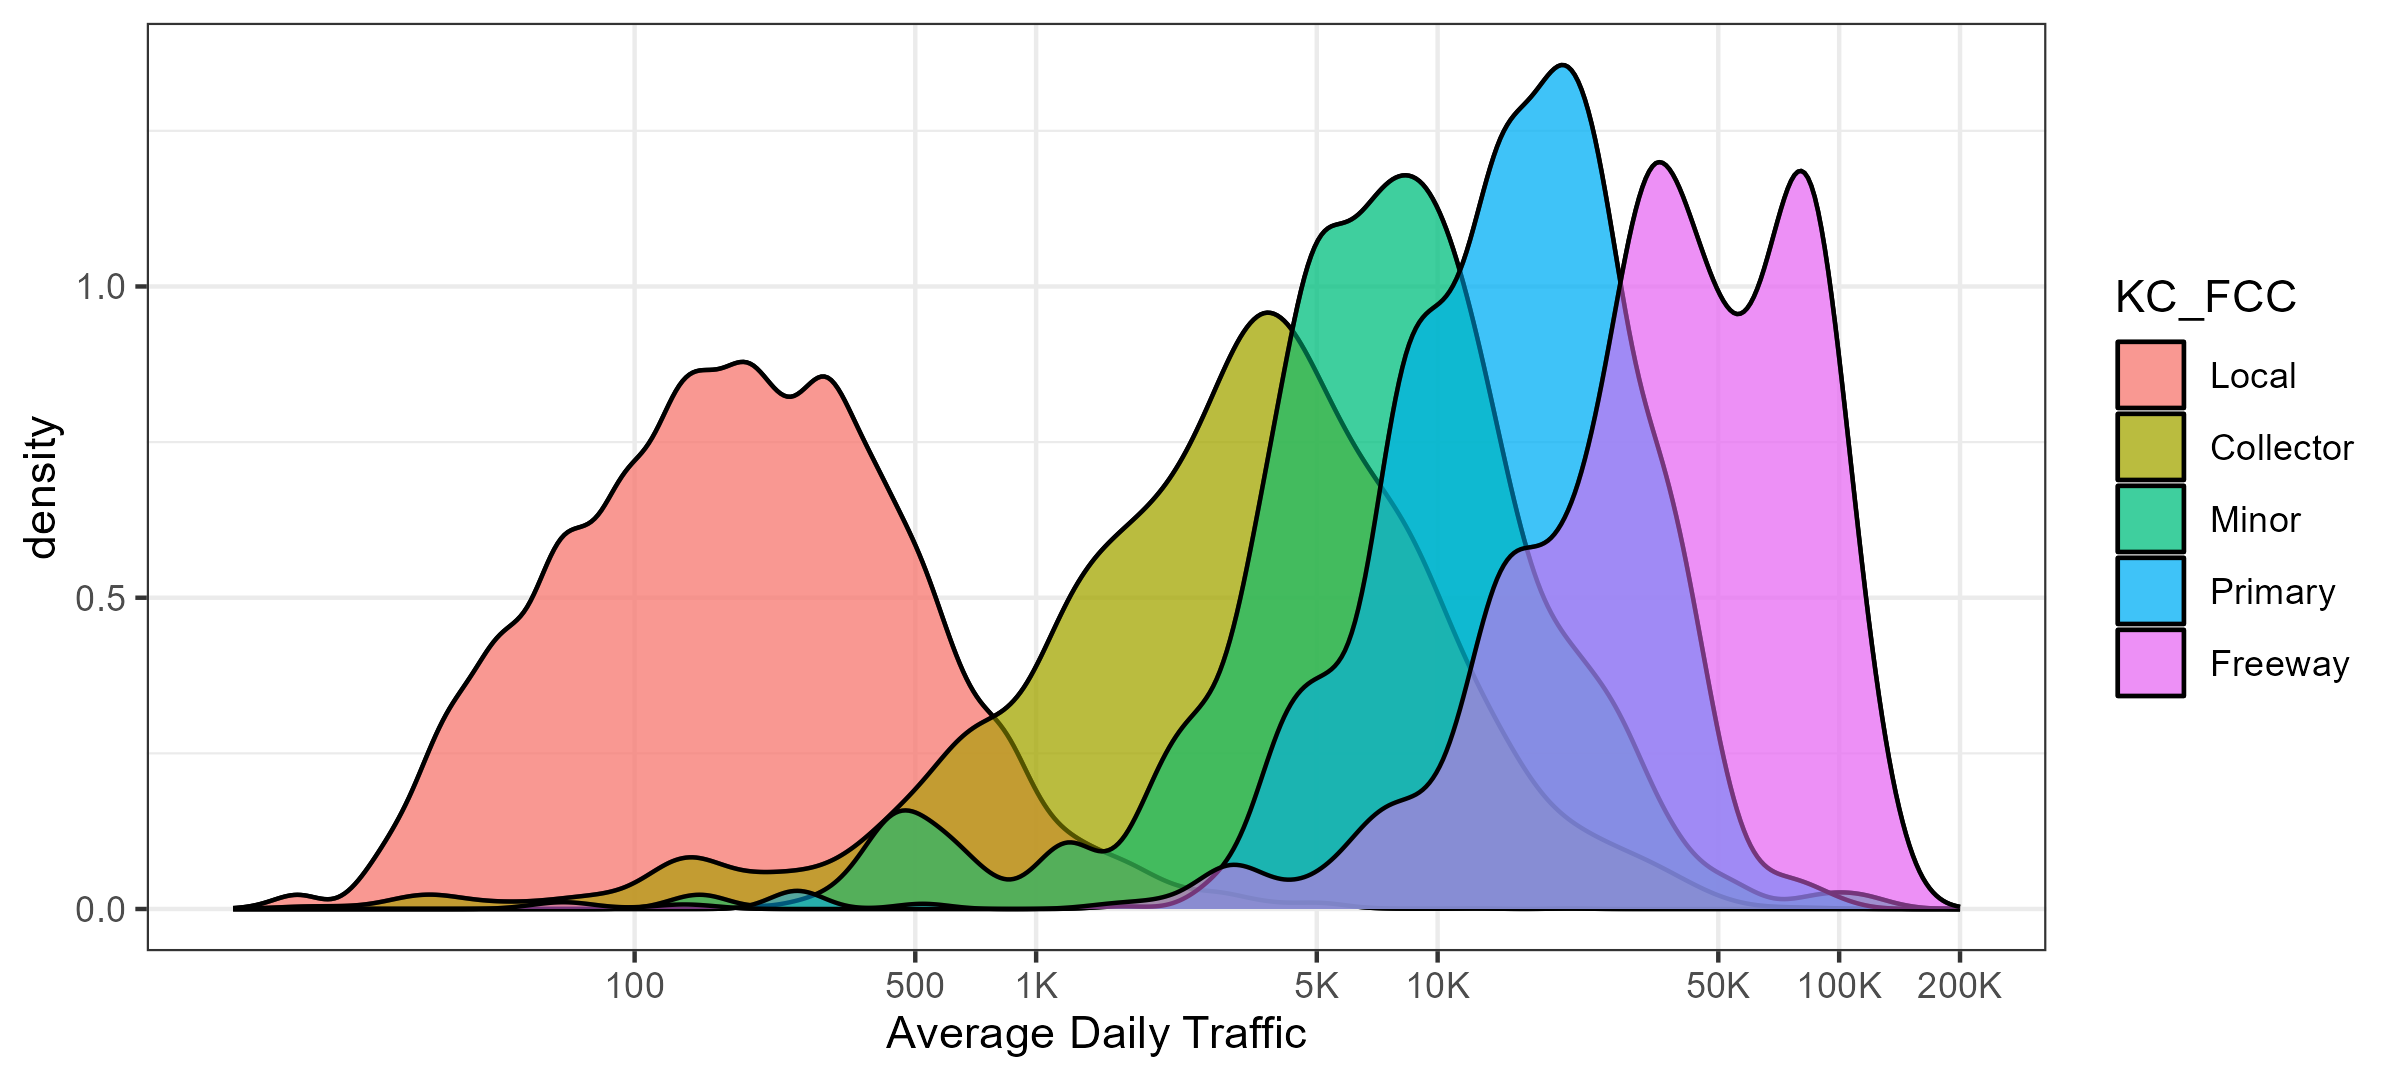 density
1.0
0.5
0.0
100 500 1K 5K 10K 50K 100K 200K
Average Daily Traffic
KC_FCC
Local
Collector
Minor
Primary
Freeway